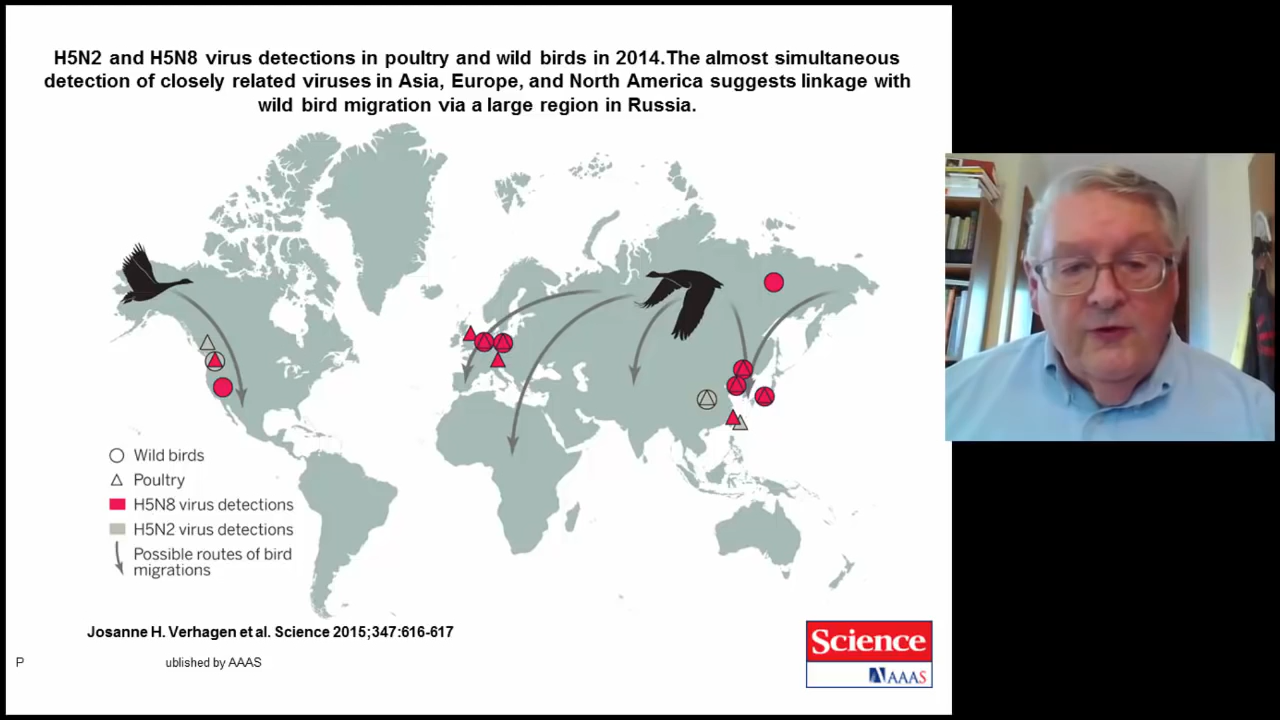 H5N2 and H5N8 virus detections in poultry and wild birds in 2014.The almost simultaneous
detection of closely related viruses in Asia, Europe, and North America suggests linkage with
wild bird migration via a large region in Russia.
Wild birds
Poultry
H5N8 virus detections
H5N2 virus detections
Possible routes of bird
migrations
Josanne H. Verhagen et al. Science 2015;347:616-617
P ublished by AAAS
Science
AAAS